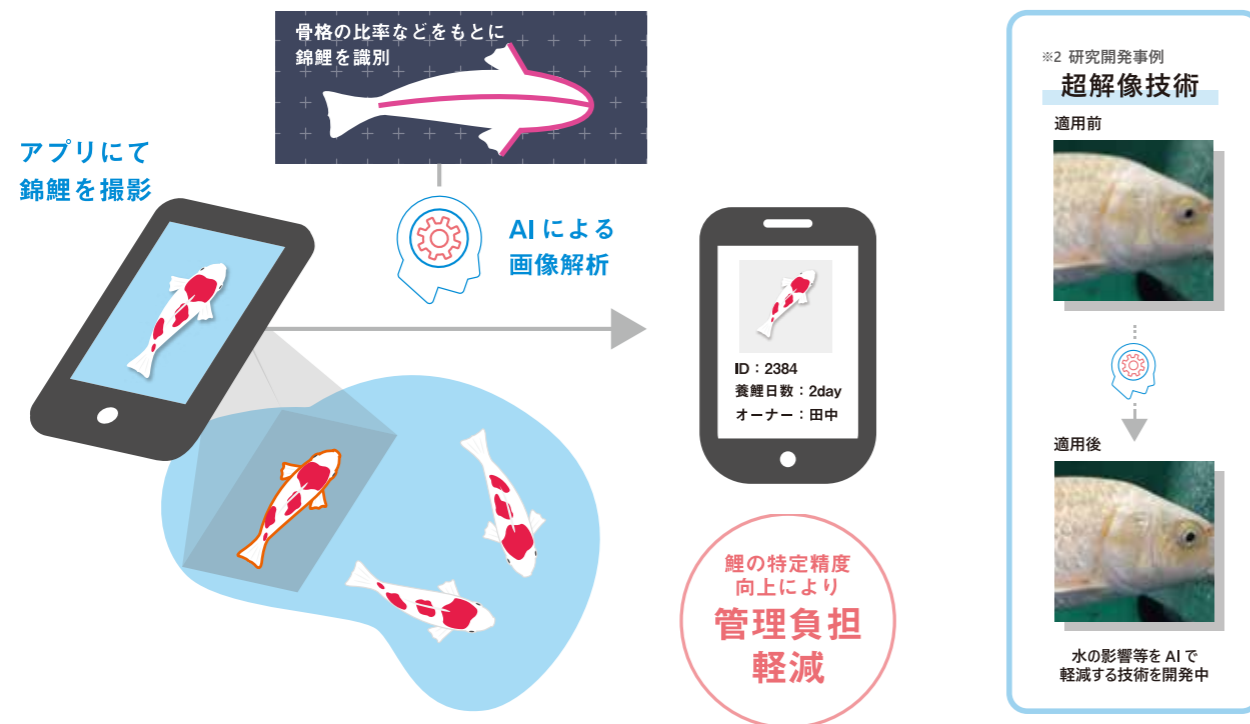 骨格の比率などをもとに
錦鯉を識別
アプリにて
錦鯉を撮影
AIによる
画像解析
ID：2384
養鯉日数：2day
オーナー：田中
鯉の特定精度
向上により
管理負担
軽減
※2 研究開発事例
超解像技術
適用前
適用後
水の影響等をAIで
軽減する技術を開発中